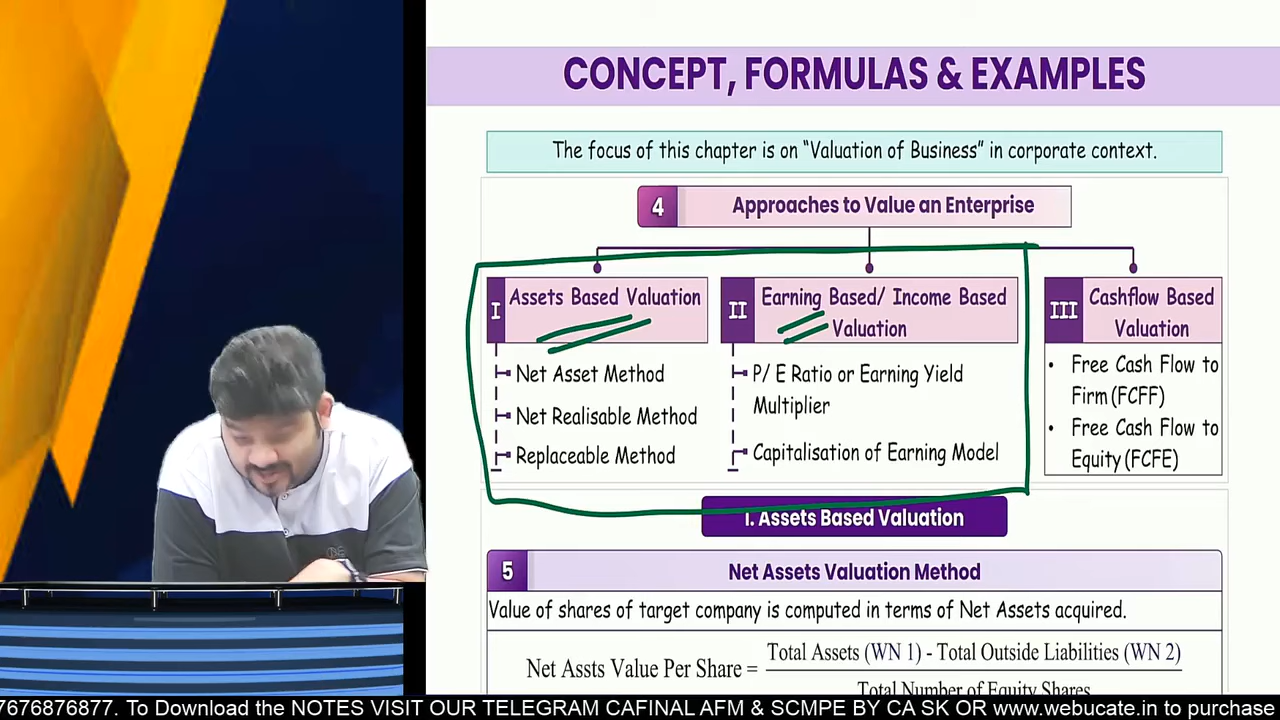 CONCEPT, FORMULAS & EXAMPLES
The focus of this chapter is on “Valuation of Business” in corporate context.
4 Approaches to Value an Enterprise
I Assets Based Valuation
Net Asset Method
Net Realisable Method
Replaceable Method
II Earning Based/ Income Based
Valuation
P/ E Ratio or Earning Yield
Multiplier
Capitalisation of Earning Model
III Cashflow Based
Valuation
• Free Cash Flow to
Firm (FCFF)
• Free Cash Flow to
Equity (FCFE)
I. Assets Based Valuation
5 Net Assets Valuation Method
Value of shares of target company is computed in terms of Net Assets acquired.
Net Assts Value Per Share = Total Assets (WN 1) - Total Outside Liabilities (WN 2)
Total Number of Equity Shares
7676876877. To Download the NOTES VISIT OUR TELEGRAM CAFINAL AFM & SCMPE BY CA SK OR www.webucate.in to purchase